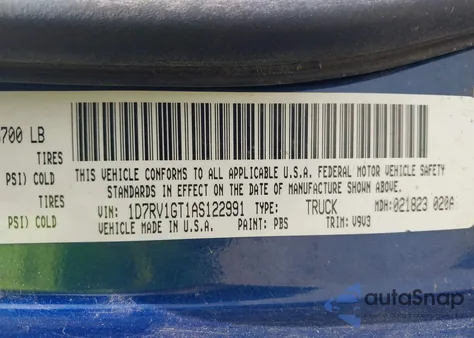 700 LB
TIRES
PSI) COLD
TIRES
PSI) COLD
THIS VEHICLE CONFORMS TO ALL APPLICABLE U.S.A. FEDERAL MOTOR VEHICLE SAFETY
STANDARDS IN EFFECT ON THE DATE OF MANUFACTURE SHOWN ABOVE.
VIN: 1D7RV1GT1AS122991 TYPE: TRUCK MDH: 021823 020A
VEHICLE MADE IN U.S.A. PAINT: PBS TRIM: V9V3
autoSnap